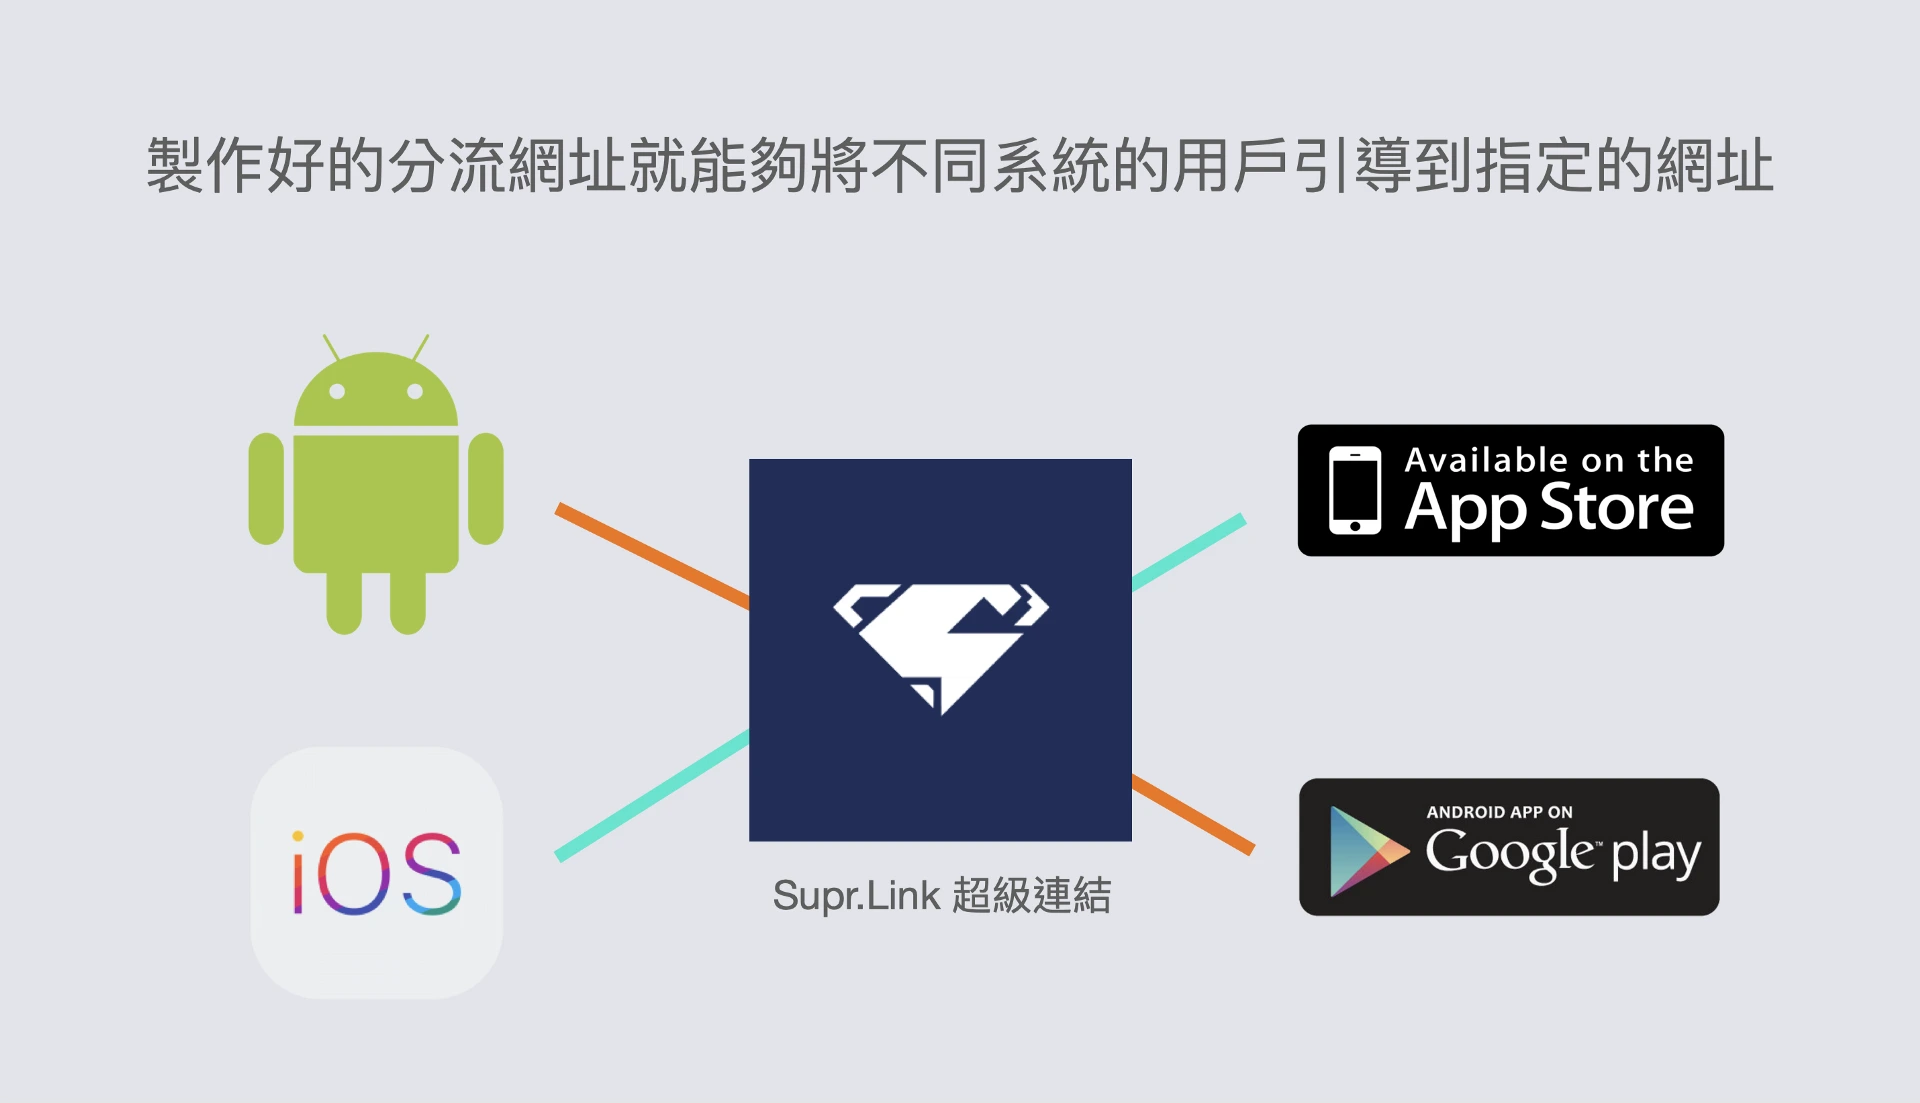 製作好的分流網址就能夠將不同系統的用戶引導到指定的網址
Available on the
App Store
iOS
Supr.Link 超級連結
ANDROID APP ON
Google™ play